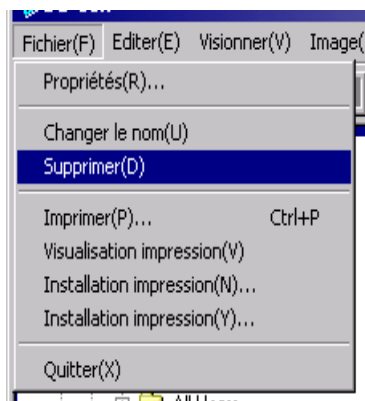 Fichier(F) Editer(E) Visionner(V) Image(
Propriétés(R)...
Changer le nom(U)
Supprimer(D)
Imprimer(P)... Ctrl+P
Visualisation impression(V)
Installation impression(N)...
Installation impression(Y)...
Quitter(X)